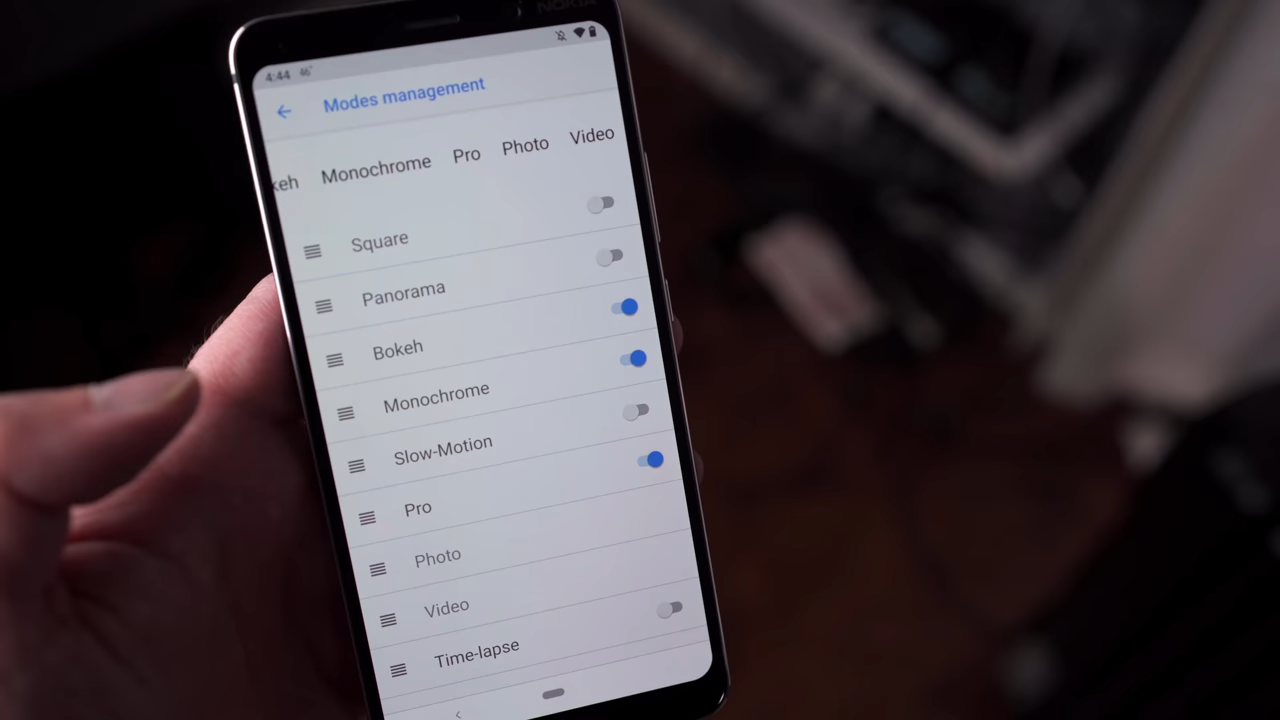 NOKIA
4:44 46°
Modes management
keh Monochrome Pro Photo Video
Square
Panorama
Bokeh
Monochrome
Slow-Motion
Pro
Photo
Video
Time-lapse